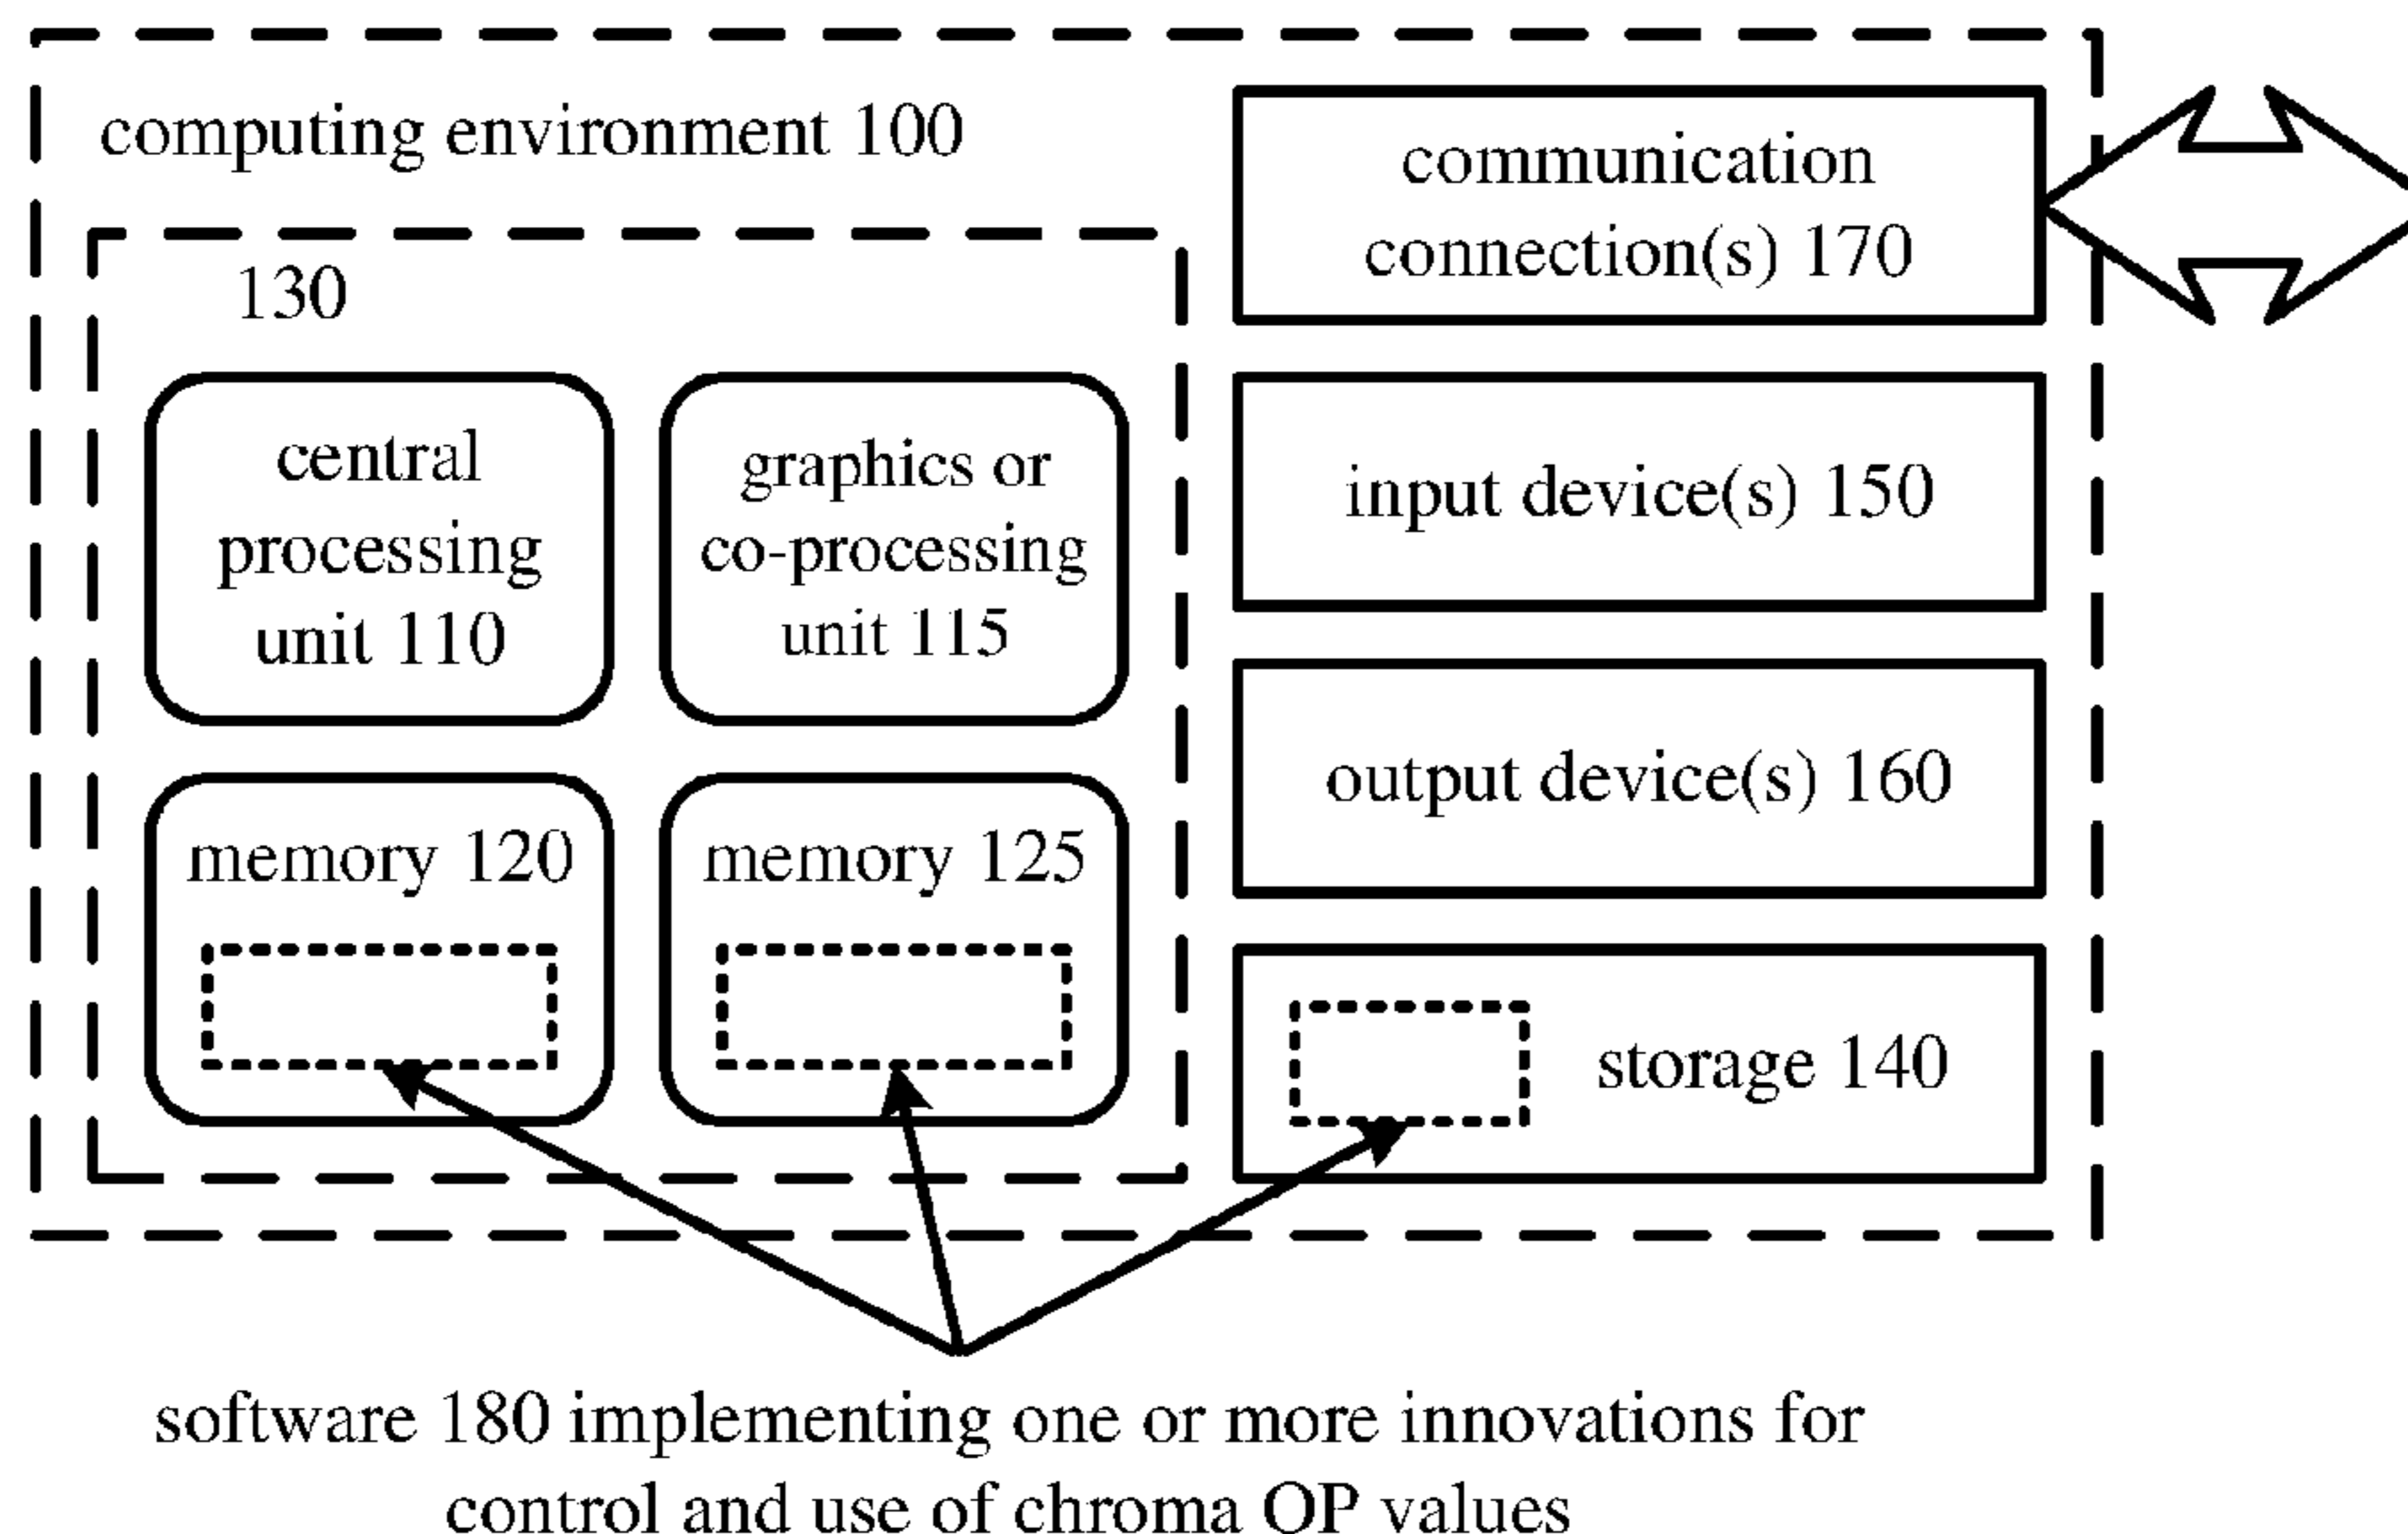 computing environment 100
130
central
processing
unit 110
graphics or
co-processing
unit 115
memory 120
memory 125
communication
connection(s) 170
input device(s) 150
output device(s) 160
storage 140
software 180 implementing one or more innovations for
control and use of chroma OP values